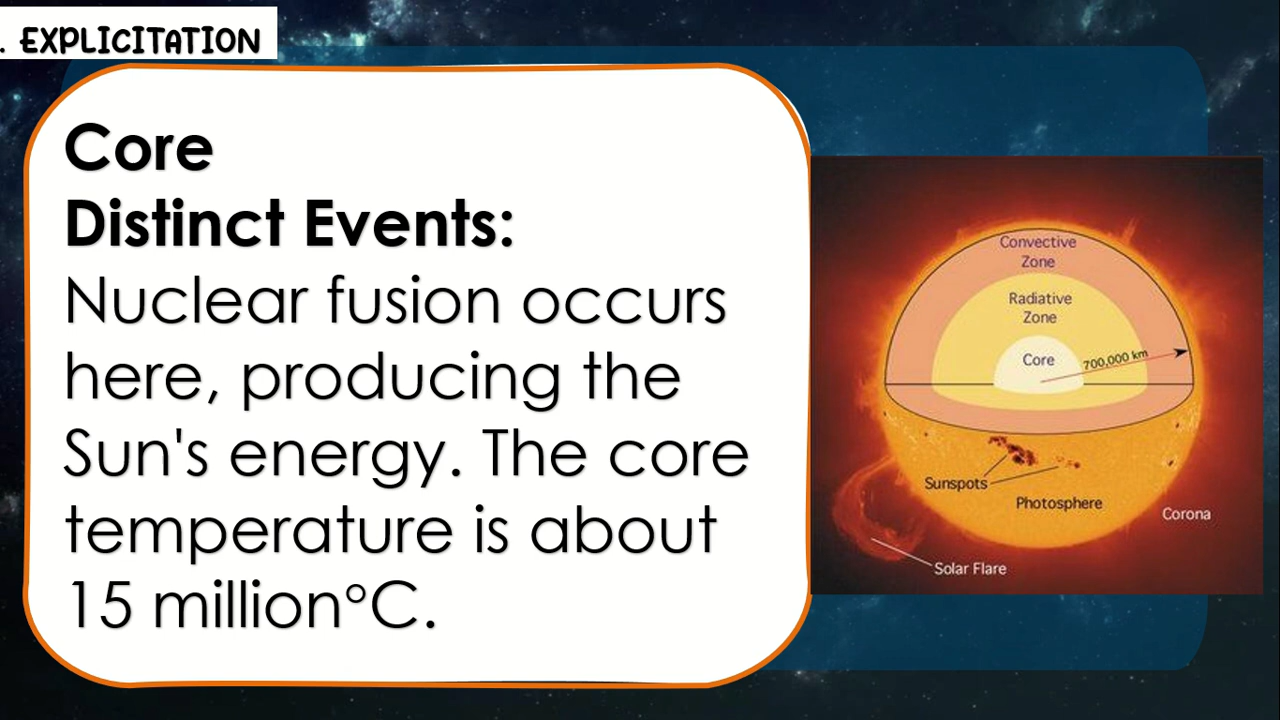 . EXPLICITATION
Core
Distinct Events:
Nuclear fusion occurs
here, producing the
Sun's energy. The core
temperature is about
15 million°C.
Convective
Zone
Radiative
Zone
Core
700,000 km
Sunspots
Photosphere
Corona
Solar Flare